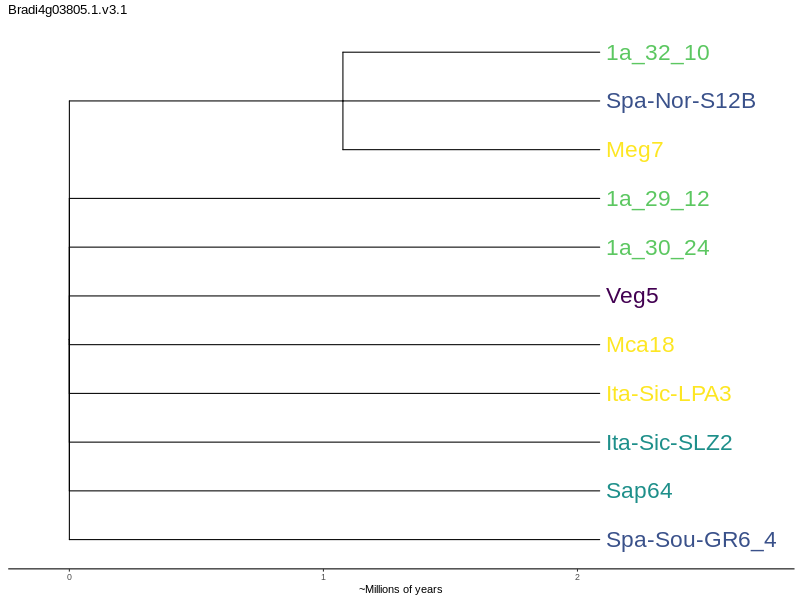 Bradi4g03805.1.v3.1
1a_32_10
Spa-Nor-S12B
Meg7
1a_29_12
1a_30_24
Veg5
Mca18
Ita-Sic-LPA3
Ita-Sic-SLZ2
Sap64
Spa-Sou-GR6_4
0 1 2
~Millions of years